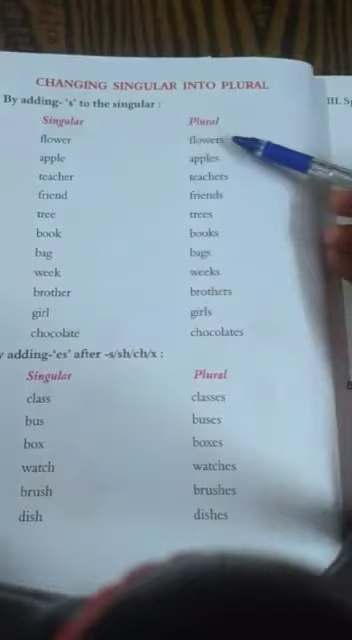 CHANGING SINGULAR INTO PLURAL
By adding- 's' to the singular :
Singular Plural
flower flowers
apple apples
teacher teachers
friend friends
tree trees
book books
bag bags
week weeks
brother brothers
girl girls
chocolate chocolates
adding-'es' after -s/sh/ch/x :
Singular Plural
class classes
bus buses
box boxes
watch watches
brush brushes
dish dishes
III.